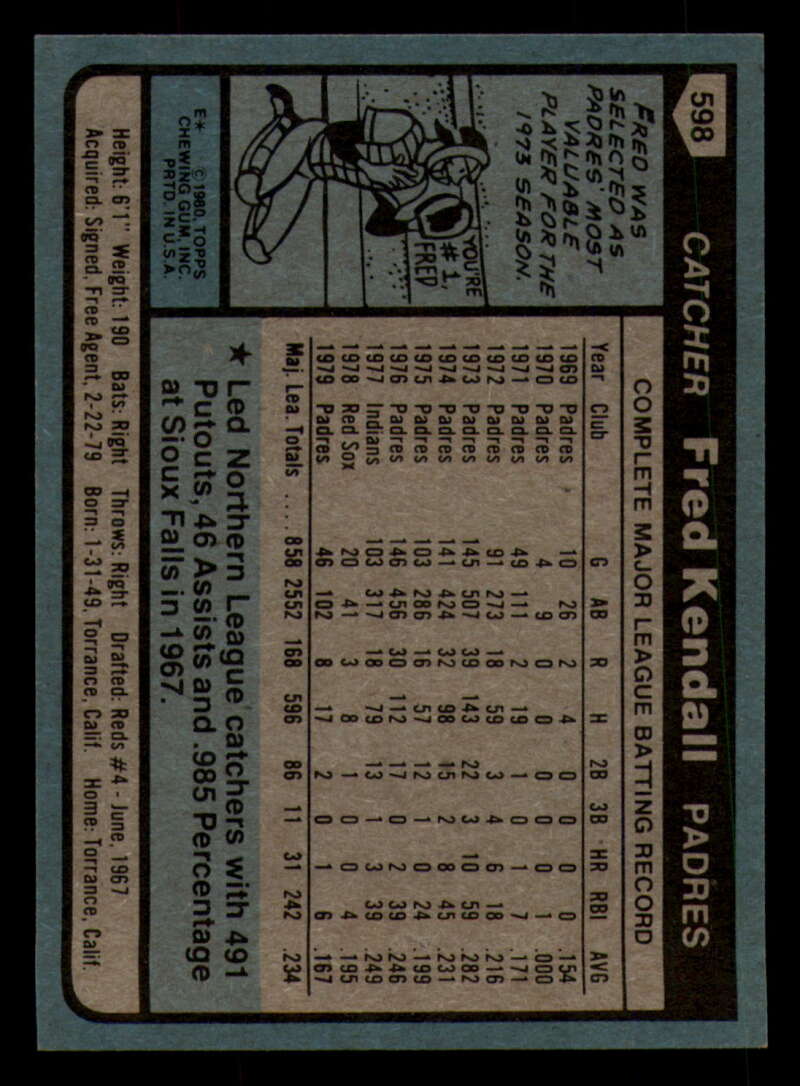 598
CATCHER Fred Kendall PADRES
FRED WAS
SELECTED AS
PADRES' MOST
VALUABLE
PLAYER FOR THE
1973 SEASON.
YOU'RE
# 1,
FRED
E* © 1980, TOPPS
CHEWING GUM, INC.
PRTD. IN U.S.A.
COMPLETE MAJOR LEAGUE BATTING RECORD
Year Club G AB R H 2B 3B HR RBI AVG
1969 Padres 10 26 2 4 0 0 0 0 .154
1970 Padres 4 9 0 0 0 0 0 1 .000
1971 Padres 49 111 2 19 1 0 1 7 .171
1972 Padres 91 273 18 59 3 4 6 18 .216
1973 Padres 145 507 39 143 22 3 10 59 .282
1974 Padres 141 424 32 98 15 2 8 45 .231
1975 Padres 103 286 16 57 12 1 0 24 .199
1976 Padres 146 456 30 112 17 0 2 39 .246
1977 Indians 103 317 18 79 13 1 3 39 .249
1978 Red Sox 20 41 3 8 1 0 0 4 .195
1979 Padres 46 102 8 17 2 0 1 6 .167
Maj. Lea. Totals .... 858 2552 168 596 86 11 31 242 .234
★ Led Northern League catchers with 491
Putouts, 46 Assists and .985 Percentage
at Sioux Falls in 1967.
Height: 6'1" Weight: 190 Bats: Right Throws: Right Drafted: Reds #4 - June, 1967
Acquired: Signed, Free Agent, 2-22-79 Born: 1-31-49, Torrance, Calif. Home: Torrance, Calif.